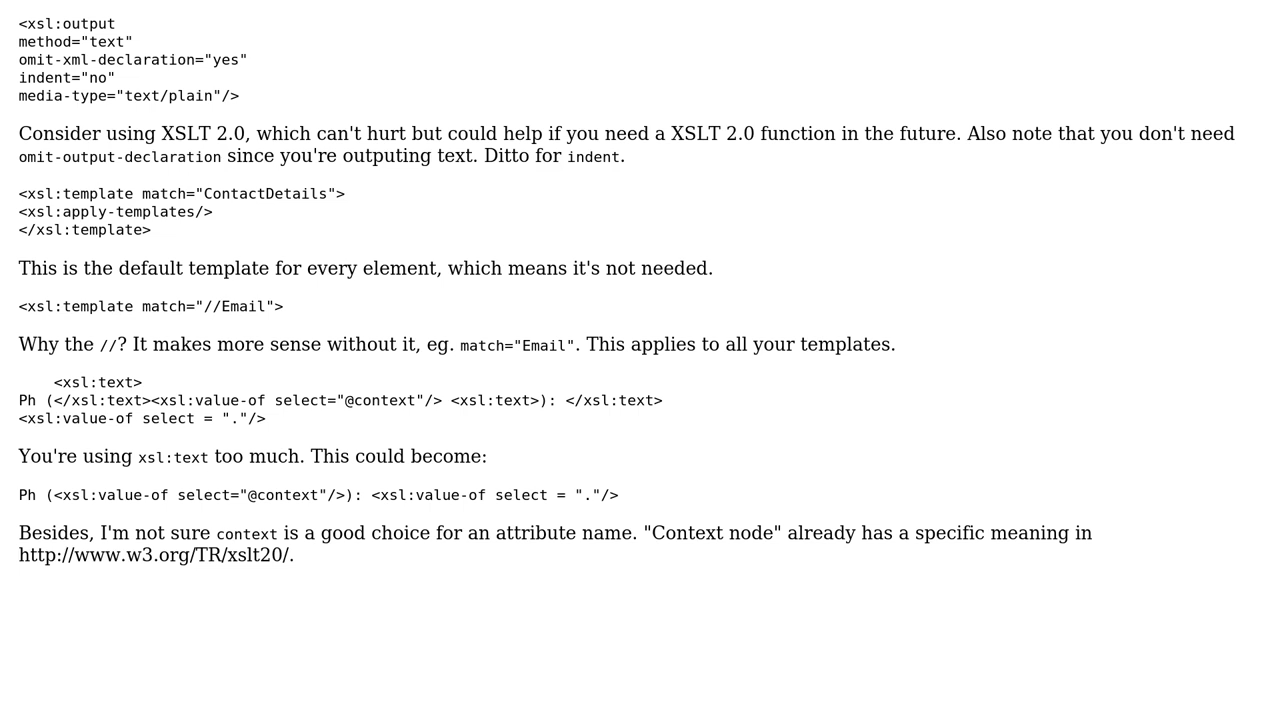 <xsl:output
method="text"
omit-xml-declaration="yes"
indent="no"
media-type="text/plain"/>
Consider using XSLT 2.0, which can't hurt but could help if you need a XSLT 2.0 function in the future. Also note that you don't need
omit-output-declaration since you're outputing text. Ditto for indent.
<xsl:template match="ContactDetails">
<xsl:apply-templates/>
</xsl:template>
This is the default template for every element, which means it's not needed.
<xsl:template match="//Email">
Why the //? It makes more sense without it, eg. match="Email". This applies to all your templates.
    <xsl:text>
Ph (</xsl:text><xsl:value-of select="@context"/> <xsl:text>): </xsl:text>
<xsl:value-of select = "."/>
You're using xsl:text too much. This could become:
Ph (<xsl:value-of select="@context"/>): <xsl:value-of select = "."/>
Besides, I'm not sure context is a good choice for an attribute name. "Context node" already has a specific meaning in
http://www.w3.org/TR/xslt20/.